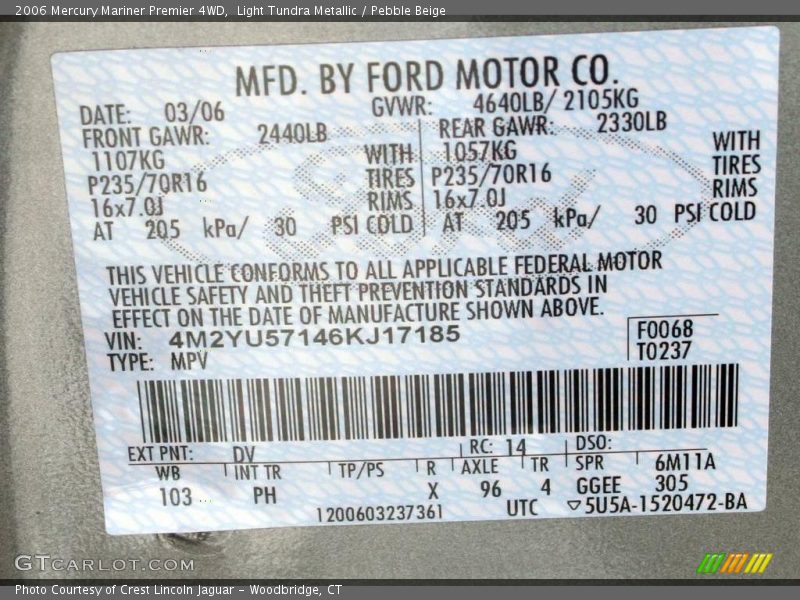 2006 Mercury Mariner Premier 4WD,  Light Tundra Metallic / Pebble Beige
MFD. BY FORD MOTOR CO.
DATE: 03/06 GVWR: 4640LB/ 2105KG
FRONT GAWR: 2440LB REAR GAWR: 2330LB
1107KG WITH 1057KG WITH
P235/70R16 TIRES P235/70R16 TIRES
16x7.0J RIMS 16x7.0J RIMS
AT 205 kPa/ 30 PSI COLD AT 205 kPa/ 30 PSI COLD
THIS VEHICLE CONFORMS TO ALL APPLICABLE FEDERAL MOTOR
VEHICLE SAFETY AND THEFT PREVENTION STANDARDS IN
EFFECT ON THE DATE OF MANUFACTURE SHOWN ABOVE.
VIN: 4M2YU57146KJ17185 F0068
TYPE: MPV T0237
EXT PNT: DV RC: 14 DSO:
WB INT TR TP/PS R AXLE TR SPR 6M11A
103 PH X 96 4 GGEE 305
1200603237361 UTC ▽5U5A-1520472-BA
GTCARLOT.COM
Photo Courtesy of Crest Lincoln Jaguar - Woodbridge, CT